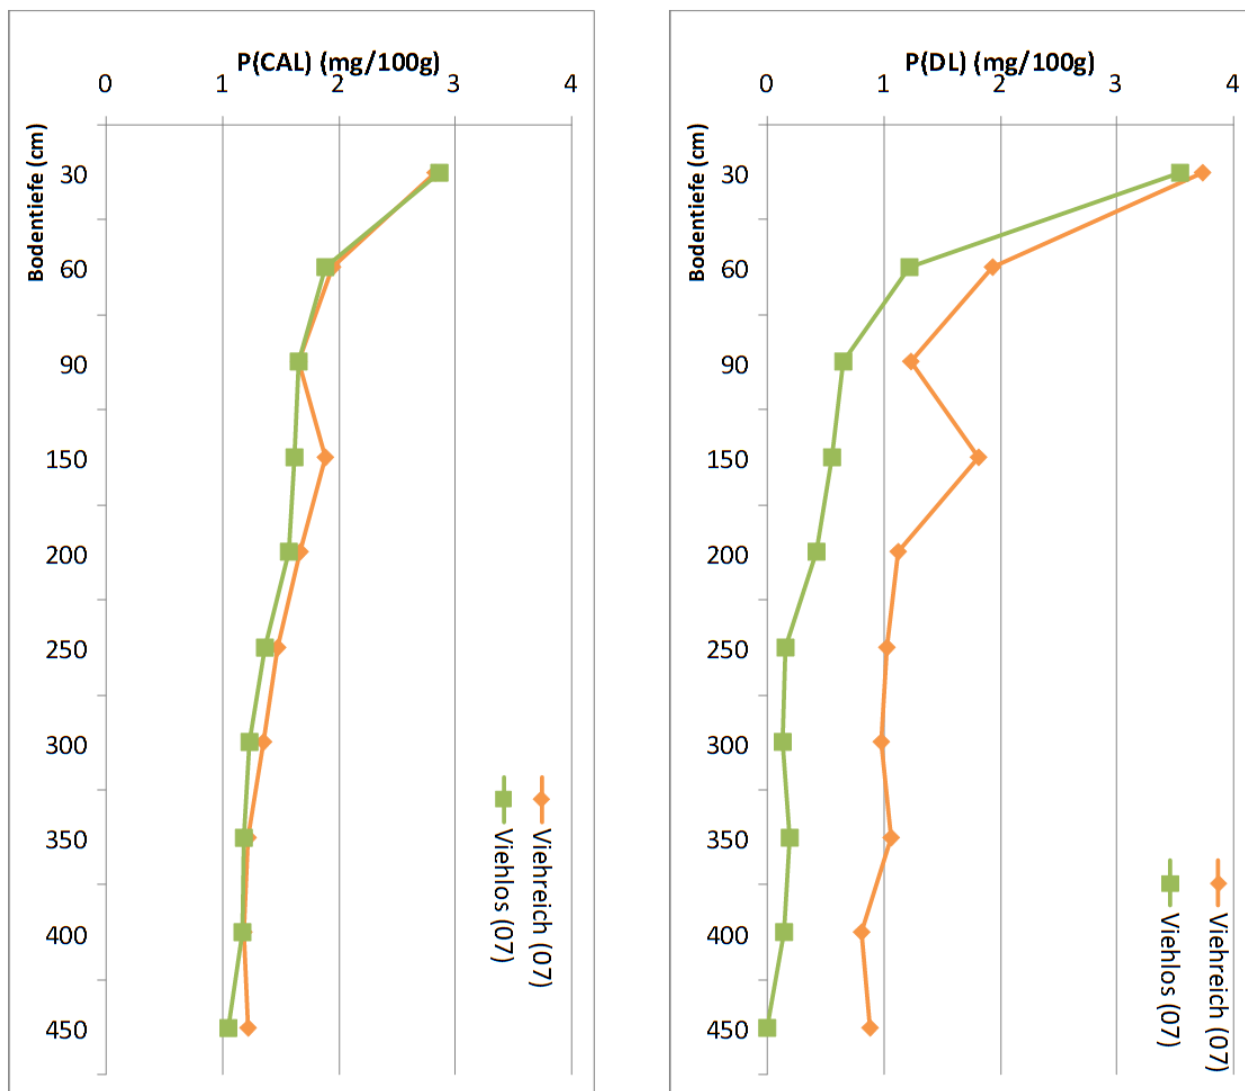 P(CAL) (mg/100g)
0 1 2 3 4
Bodentiefe (cm)
30
60
90
150
200
250
300
350
400
450
Viehreich (07)
Viehlos (07)
P(DL) (mg/100g)
0 1 2 3 4
Bodentiefe (cm)
30
60
90
150
200
250
300
350
400
450
Viehreich (07)
Viehlos (07)